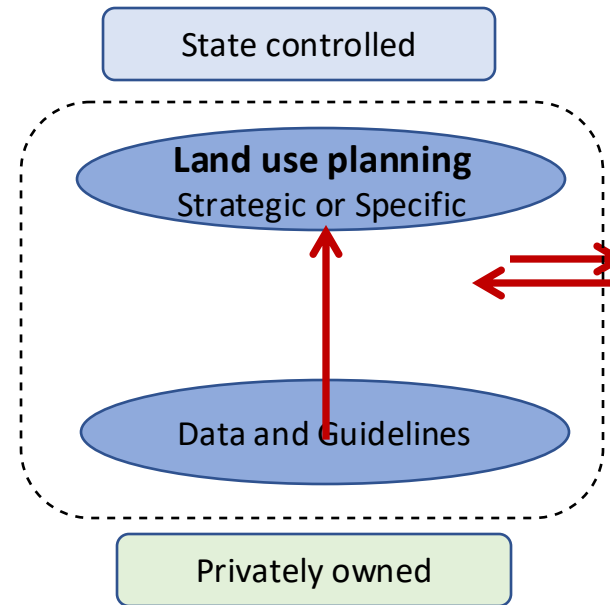 State controlled
Land use planning
Strategic or Specific
Data and Guidelines
Privately owned